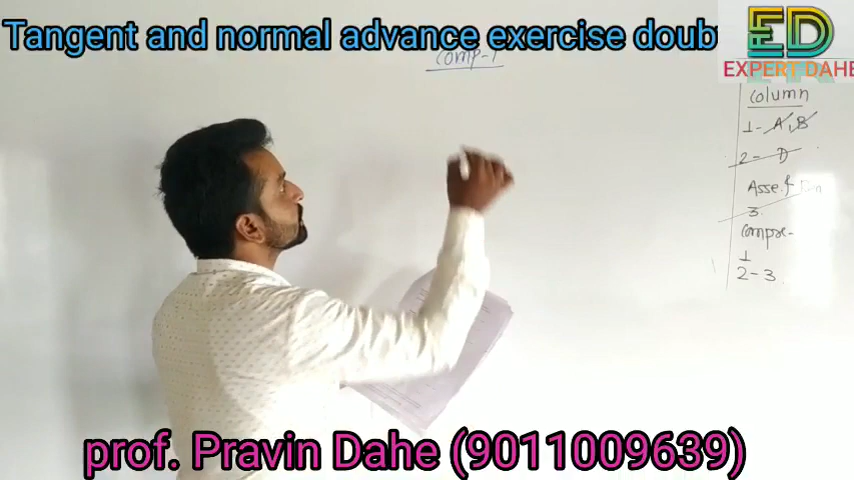 Tangent and normal advance exercise doub
ED
EXPERT DAHE
Comp-1
column
1- A, B
2- D
Asse. &
3.
Compre-
1
2-3
prof. Pravin Dahe (9011009639)